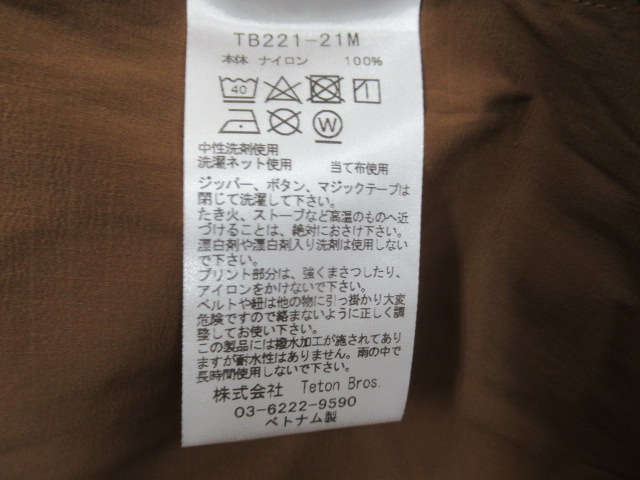 TB221-21M
本体 ナイロン 100%
40
W
中性洗剤使用
洗濯ネット使用 当て布使用
ジッパー、ボタン、マジックテープは
閉じて洗濯して下さい。
たき火、ストーブなど高温のものへ近
づけることは、絶対におさけ下さい。
漂白剤や漂白剤入り洗剤は使用しない
で下さい。
プリント部分は、強くまさつしたり、
アイロンをかけないで下さい。
ベルトや紐は他の物に引っ掛かり大変
危険ですので絡まないように正しく調
整してお使い下さい。
この製品には撥水加工が施されてあり
ますが耐水性はありません。雨の中で
長時間使用しないで下さい。
株式会社 Teton Bros.
03-6222-9590
ベトナム製